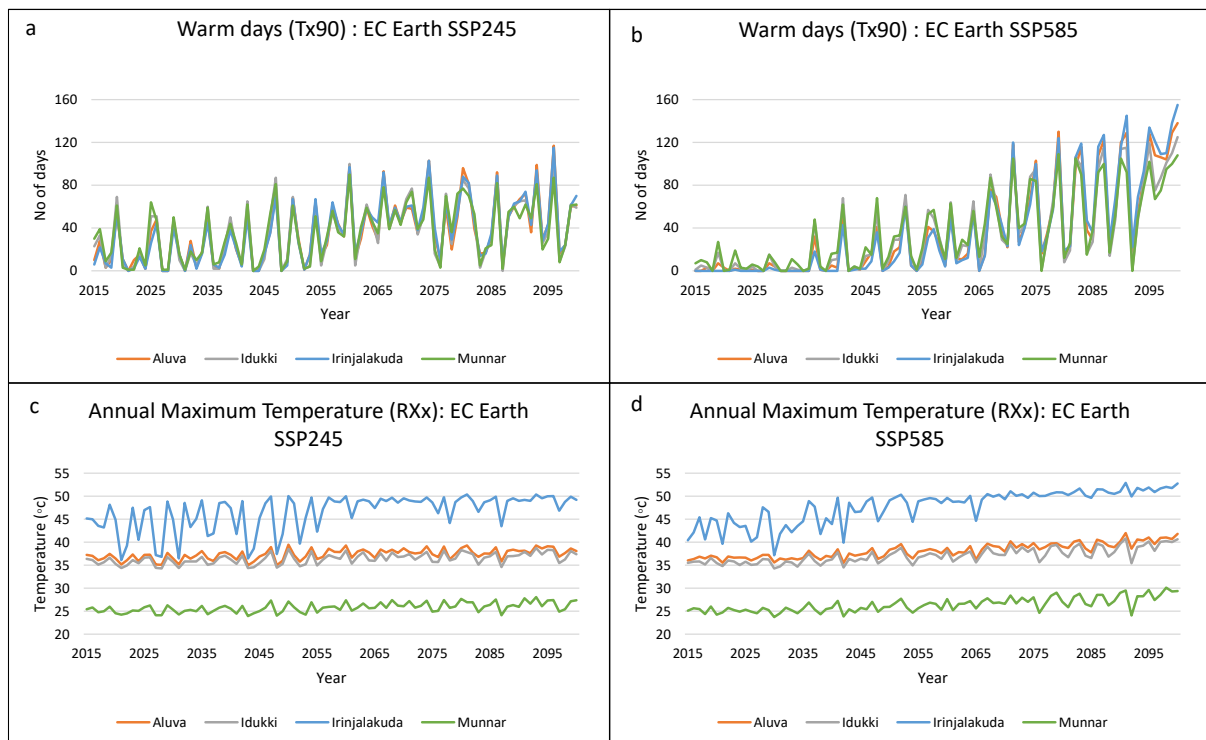 a
Warm days (Tx90) : EC Earth SSP245
No of days
160
120
80
40
0
2015 2025 2035 2045 2055 2065 2075 2085 2095
Year
Aluva Idukki Irinjalakuda Munnar
b
Warm days (Tx90) : EC Earth SSP585
No of days
160
120
80
40
0
2015 2025 2035 2045 2055 2065 2075 2085 2095
Year
Aluva Idukki Irinjalakuda Munnar
c
Annual Maximum Temperature (RXx): EC Earth
SSP245
Temperature (◦c)
55
50
45
40
35
30
25
20
2015 2025 2035 2045 2055 2065 2075 2085 2095
Year
Aluva Idukki Irinjalakuda Munnar
d
Annual Maximum Temperature (RXx): EC Earth
SSP585
Temperature (◦c)
55
50
45
40
35
30
25
20
2015 2025 2035 2045 2055 2065 2075 2085 2095
Year
Aluva Idukki Irinjalakuda Munnar